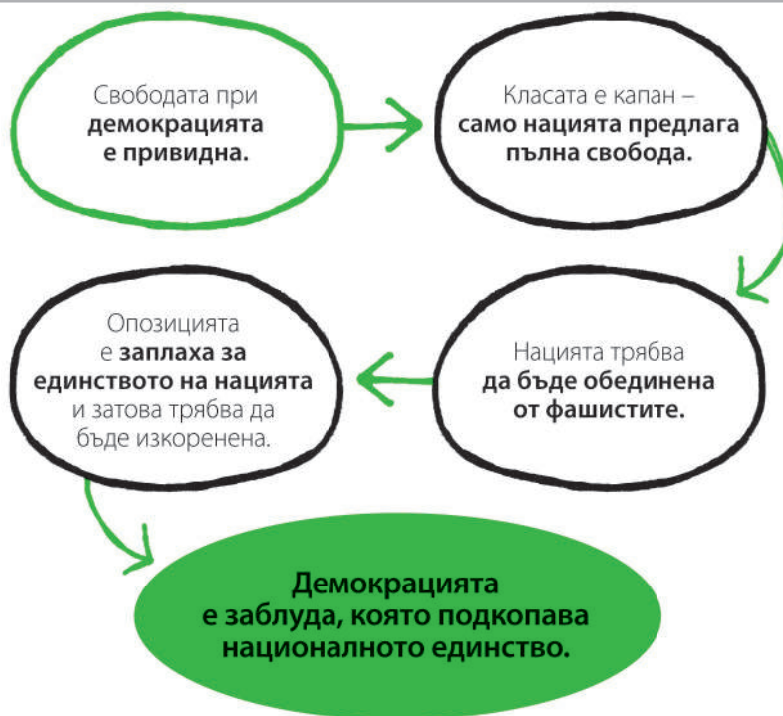 Свободата при
демокрацията
е привидна.
Класата е капан –
само нацията предлага
пълна свобода.
Нацията трябва
да бъде обединена
от фашистите.
Опозицията
е заплаха за
единството на нацията
и затова трябва да
бъде изкоренена.
Демокрацията
е заблуда, която подкопава
националното единство.